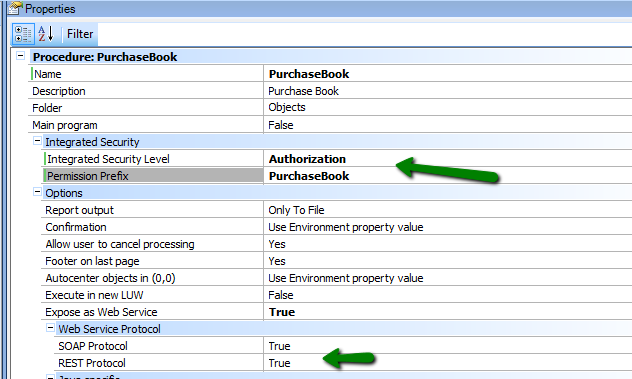 Properties
Filter
Procedure: PurchaseBook
Name PurchaseBook
Description Purchase Book
Folder Objects
Main program False
Integrated Security
Integrated Security Level Authorization
Permission Prefix PurchaseBook
Options
Report output Only To File
Confirmation Use Environment property value
Allow user to cancel processing Yes
Footer on last page Yes
Autocenter objects in (0,0) Use Environment property value
Execute in new LUW False
Expose as Web Service True
Web Service Protocol
SOAP Protocol True
REST Protocol True
Java specific